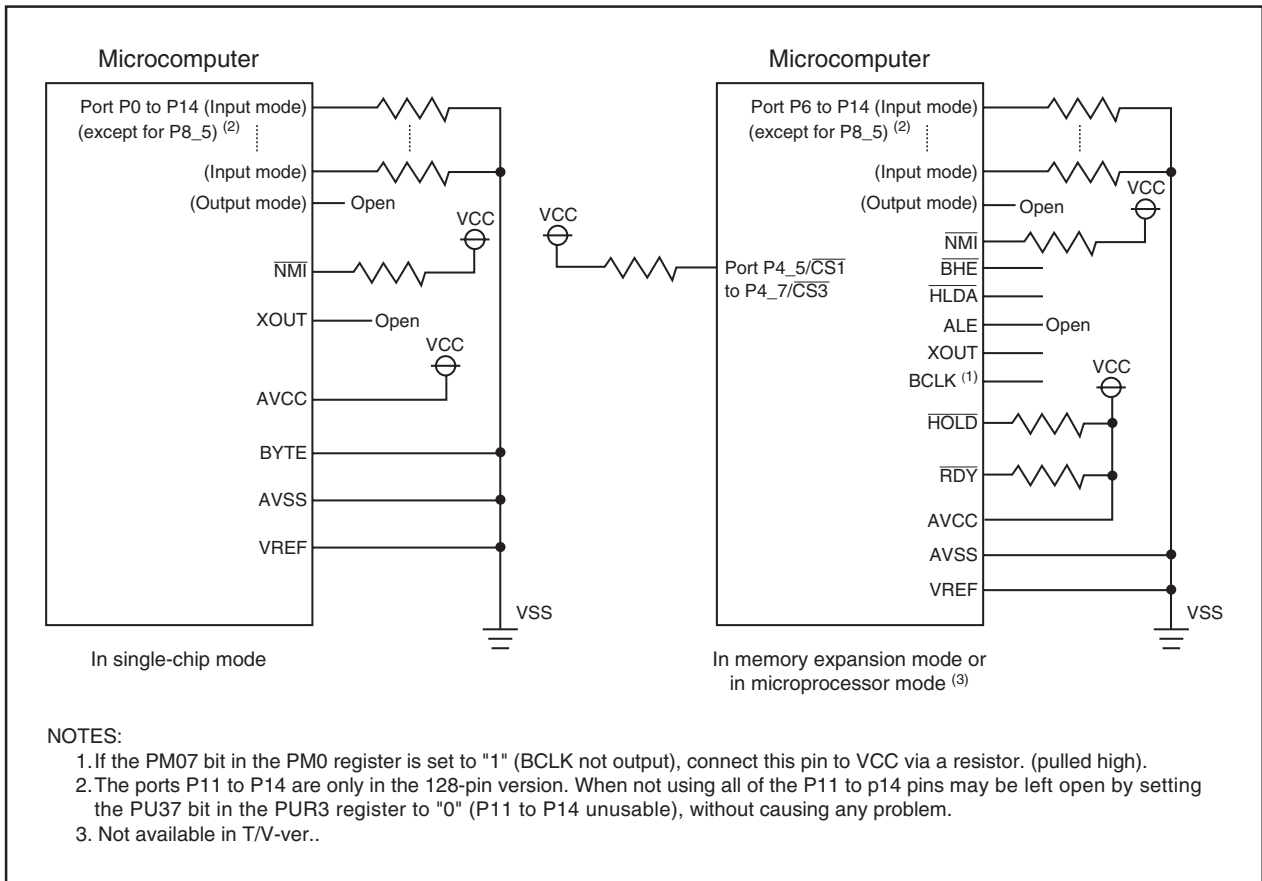 Microcomputer
Port P0 to P14 (Input mode)
(except for P8_5) (2)
(Input mode)
(Output mode)
Open
VCC
NMI
XOUT
Open
VCC
AVCC
BYTE
AVSS
VREF
VSS
In single-chip mode
Microcomputer
Port P6 to P14 (Input mode)
(except for P8_5) (2)
(Input mode)
(Output mode)
Open
VCC
VCC
Port P4_5/CS1
to P4_7/CS3
NMI
BHE
HLDA
ALE
Open
XOUT
BCLK (1)
VCC
HOLD
RDY
AVCC
AVSS
VREF
VSS
In memory expansion mode or
in microprocessor mode (3)
NOTES:
1. If the PM07 bit in the PM0 register is set to "1" (BCLK not output), connect this pin to VCC via a resistor. (pulled high).
2. The ports P11 to P14 are only in the 128-pin version. When not using all of the P11 to p14 pins may be left open by setting
the PU37 bit in the PUR3 register to "0" (P11 to P14 unusable), without causing any problem.
3. Not available in T/V-ver..